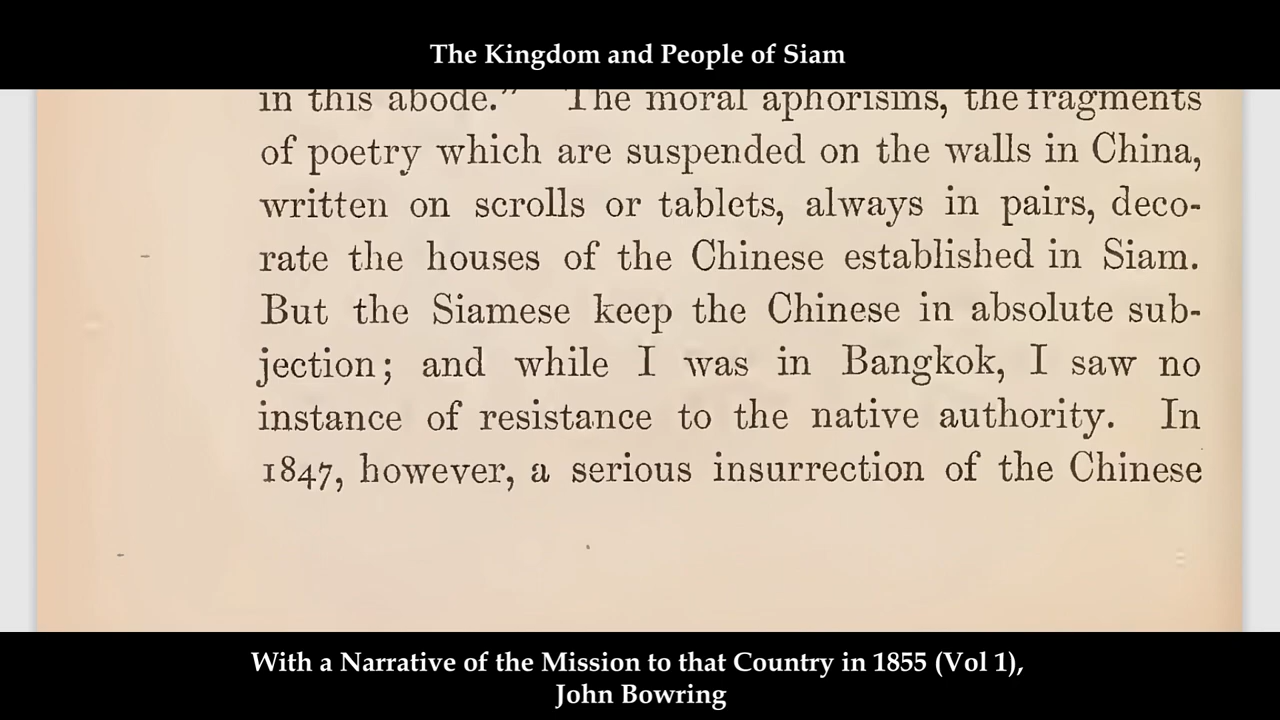 The Kingdom and People of Siam
in this abode.” The moral aphorisms, the fragments
of poetry which are suspended on the walls in China,
written on scrolls or tablets, always in pairs, deco-
rate the houses of the Chinese established in Siam.
But the Siamese keep the Chinese in absolute sub-
jection; and while I was in Bangkok, I saw no
instance of resistance to the native authority. In
1847, however, a serious insurrection of the Chinese
With a Narrative of the Mission to that Country in 1855 (Vol 1),
John Bowring